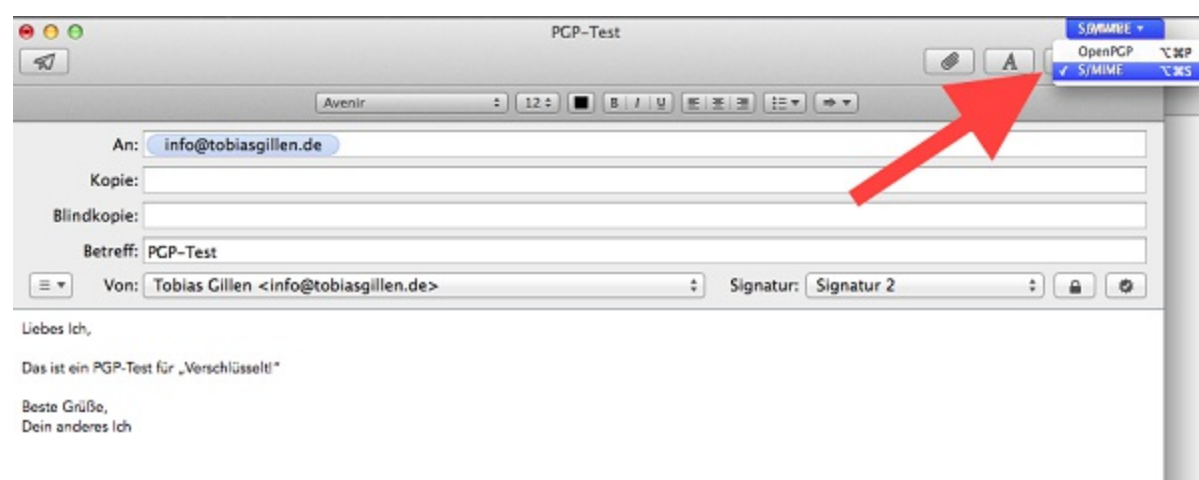 PGP-Test
OpenPGP ⌥⌘P
✓ S/MIME ⌥⌘S
A
Avenir 12 B I U
An: info@tobiasgillen.de
Kopie:
Blindkopie:
Betreff: PGP-Test
Von: Tobias Gillen <info@tobiasgillen.de> Signatur: Signatur 2
Liebes Ich,
Das ist ein PGP-Test für „Verschlüsselt!“
Beste Grüße,
Dein anderes Ich